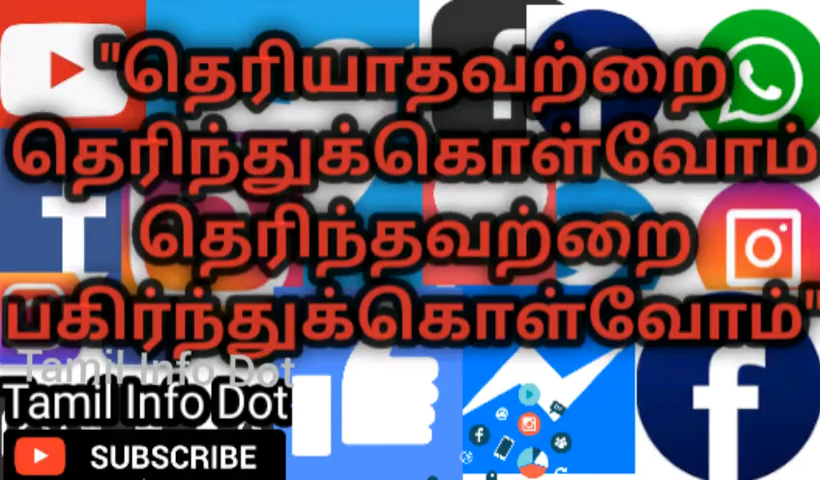 "தெரியாதவற்றை
தெரிந்துக்கொள்வோம்
தெரிந்தவற்றை
பகிர்ந்துக்கொள்வோம்"
Tamil Info Dot
Tamil Info Dot
SUBSCRIBE